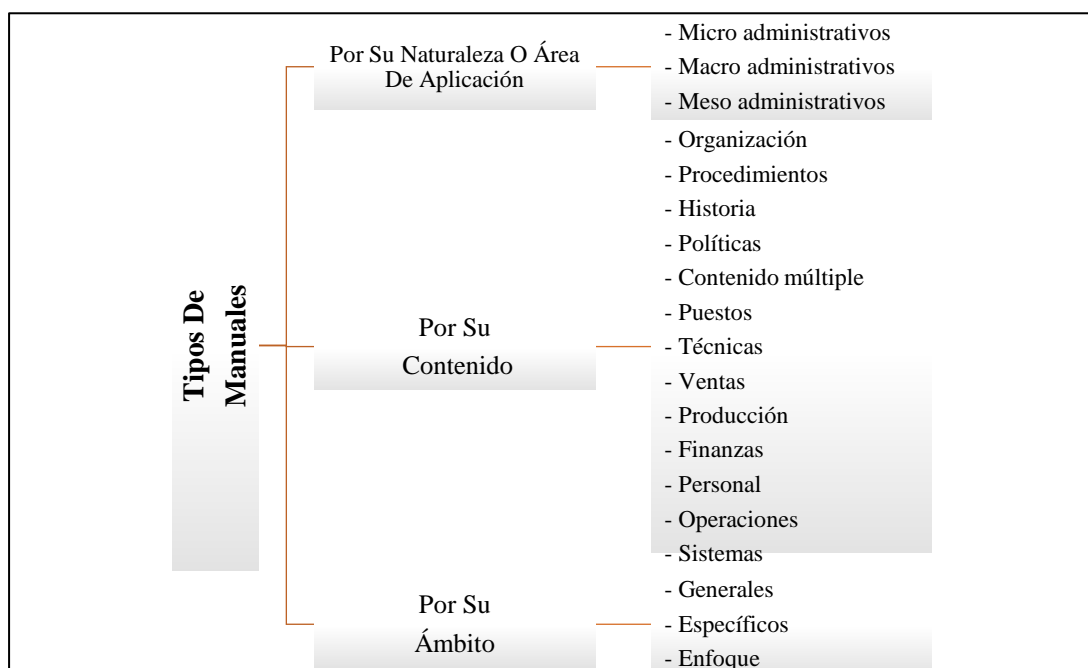 Tipos De
Manuales
Por Su Naturaleza O Área
De Aplicación
- Micro administrativos
- Macro administrativos
- Meso administrativos
Por Su
Contenido
- Organización
- Procedimientos
- Historia
- Políticas
- Contenido múltiple
- Puestos
- Técnicas
- Ventas
- Producción
- Finanzas
- Personal
- Operaciones
- Sistemas
Por Su
Ámbito
- Generales
- Específicos
- Enfoque